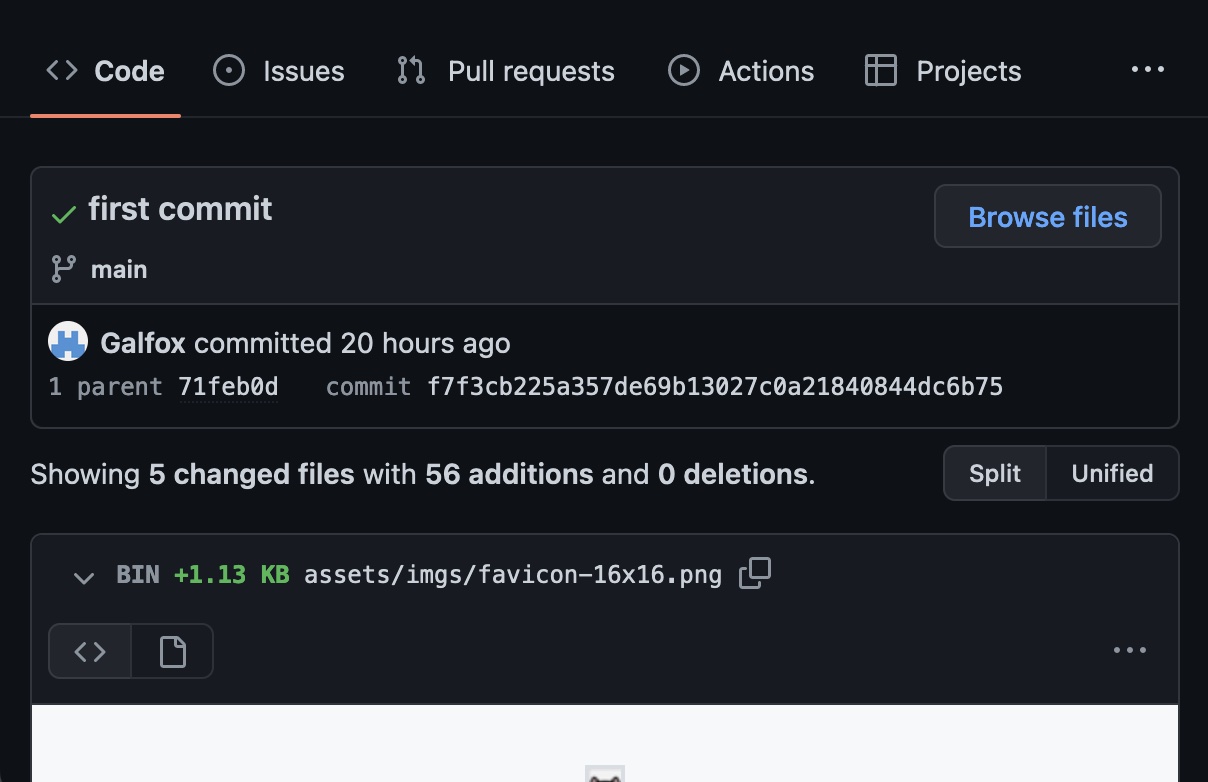 Code Issues Pull requests Actions Projects
first commit
Browse files
main
Galfox committed 20 hours ago
1 parent 71feb0d commit f7f3cb225a357de69b13027c0a21840844dc6b75
Showing 5 changed files with 56 additions and 0 deletions.
Split Unified
BIN +1.13 KB assets/imgs/favicon-16x16.png